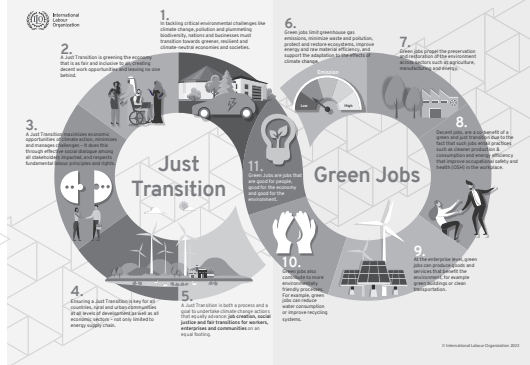 International
Labour
Organization
1.
In tackling critical environmental challenges like
climate change, pollution and plummeting
biodiversity, nations and businesses must
transition towards greener, resilient and
climate-neutral economies and societies.
2.
A Just Transition is greening the economy
that is as fair and inclusive to all, creating
decent work opportunities and leaving no one
behind.
3.
A Just Transition maximizes economic
opportunities of climate action, minimizes
and manages challenges – it does this
through effective social dialogue among
all stakeholders impacted, and respects
fundamental labour principles and rights.
Just
Transition
4.
Ensuring a Just Transition is key for all
countries, rural and urban communities
at all levels of development as well as all
economic sectors – not only limited to
energy supply chain.
5.
A Just Transition is both a process and a
goal to undertake climate change actions
that equally advance job creation, social
justice and fair transitions for workers,
enterprises and communities on an
equal footing.
6.
Green jobs limit greenhouse gas
emissions, minimize waste and pollution,
protect and restore ecosystems, improve
energy and raw material efficiency, and
support the adaptation to the effects of
climate change.
Emission
Low
High
7.
Green jobs propel the preservation
and restoration of the environment
across sectors such as agriculture,
manufacturing and energy.
8.
Decent jobs, are a co-benefit of a
green and just transition due to the
fact that such jobs entail practices
such as cleaner production &
consumption and energy efficiency
that improve occupational safety and
health (OSH) in the workplace.
Green Jobs
9.
At the enterprise level, green
jobs can produce goods and
services that benefit the
environment, for example
green buildings or clean
transportation.
10.
Green jobs also
contribute to more
environmentally
friendly processes.
For example, green
jobs can reduce
water consumption
or improve recycling
systems.
11.
Green Jobs are jobs that
are good for people,
good for the economy
and good for the
environment.
© International Labour Organization 2023